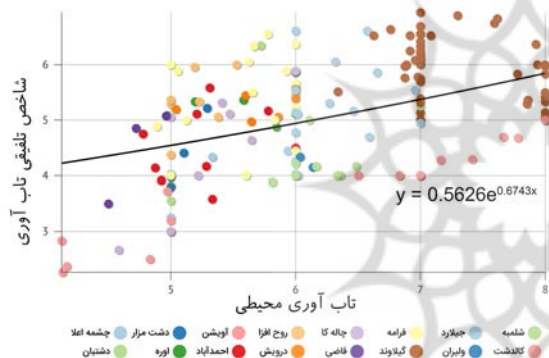 شاخص تلفیقی تاب آوری
6
5
4
3
y = 0.5626e^0.6743x
5 6 7 8
تاب آوری محیطی
شلمبه جیلارد فرامه چاله کا روح افزا آویشن دشت مزار چشمه اعلا
کالدشت ولیران گیلاوند قاضی درویش احمدآباد اوره دشتبان